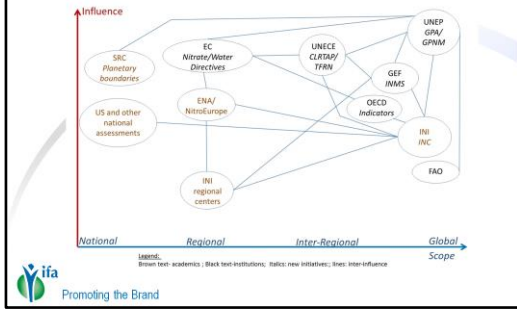 Influence
SRC
Planetary
boundaries
EC
Nitrate/Water
Directives
UNECE
CLRTAP/
TFRN
UNEP
GPA/
GPNM
GEF
INMS
OECD
Indicators
ENA/
NitroEurope
US and other
national
assessments
INI
INC
INI
regional
centers
FAO
National
Regional
Inter-Regional
Global
Scope
Legend:
Brown text- academics ; Black text-institutions; Italics: new initiatives:; lines: inter-influence
ifa
Promoting the Brand